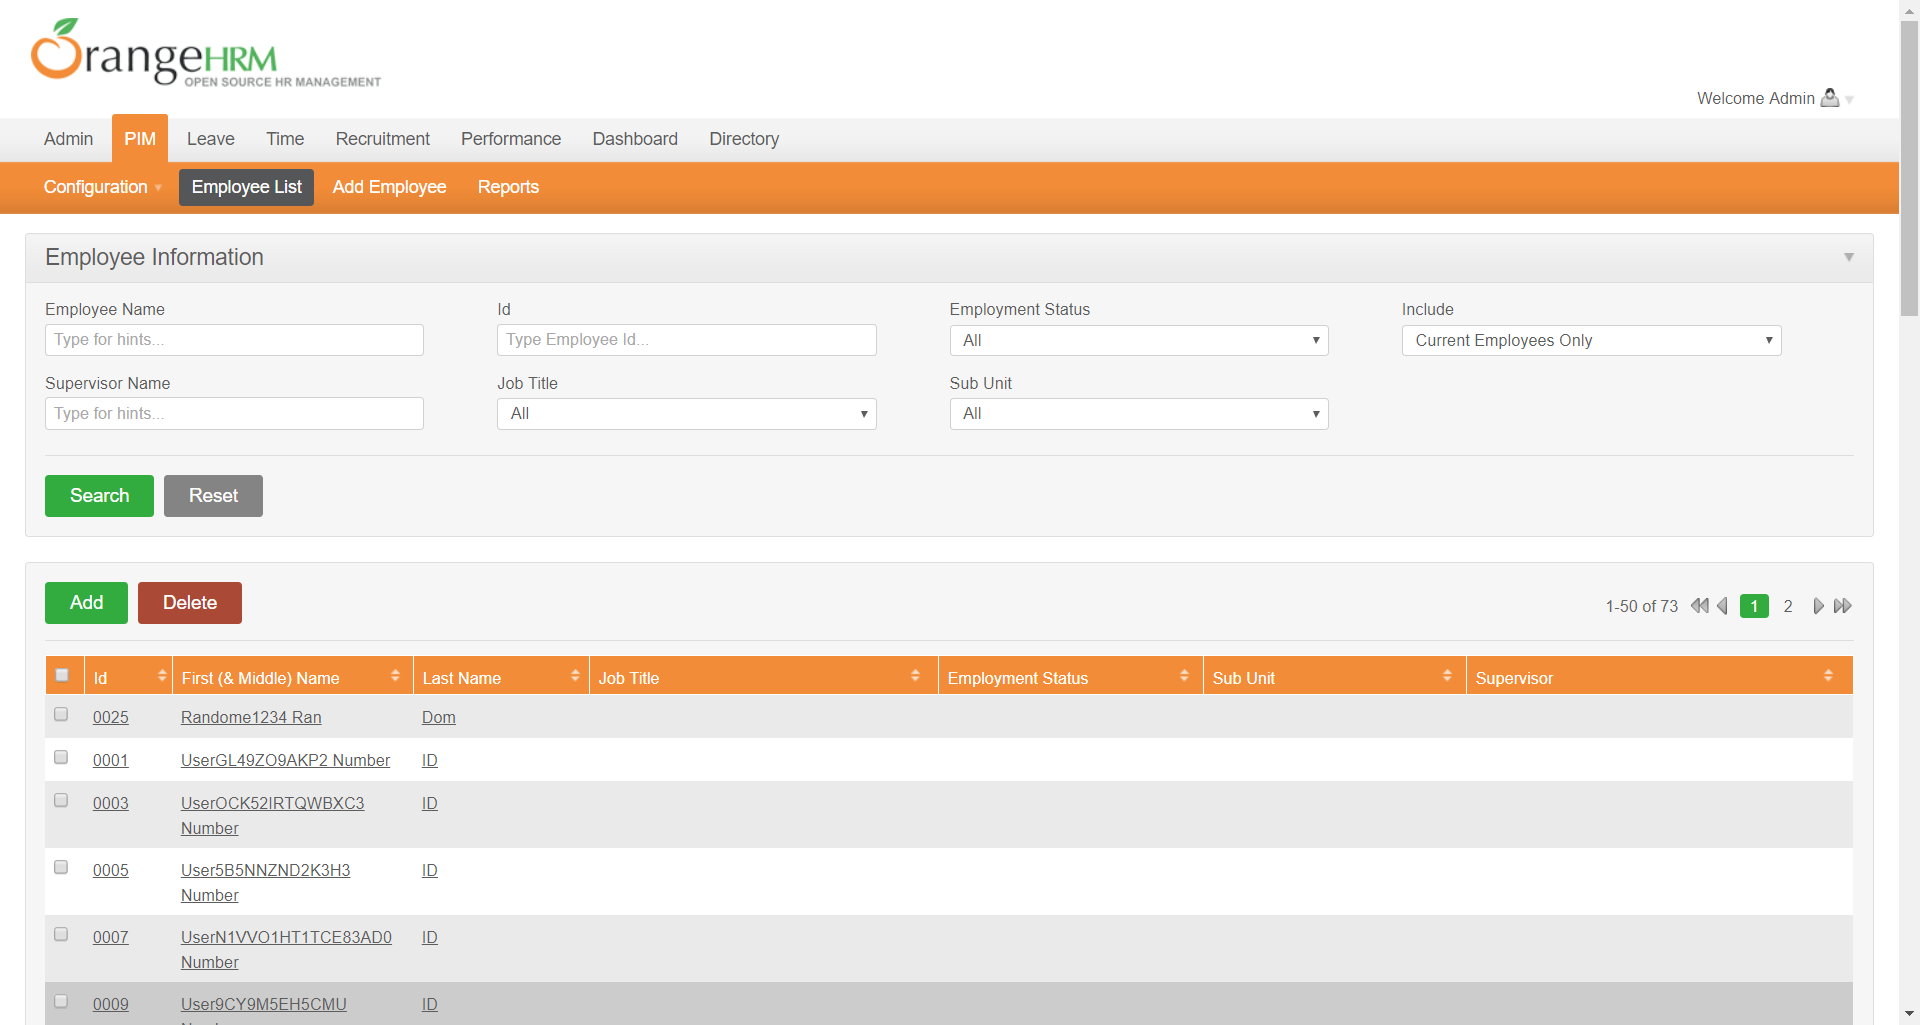 OrangeHRM
OPEN SOURCE HR MANAGEMENT
Welcome Admin
Admin PIM Leave Time Recruitment Performance Dashboard Directory
Configuration Employee List Add Employee Reports
Employee Information
Employee Name Id Employment Status Include
Type for hints... Type Employee Id... All Current Employees Only
Supervisor Name Job Title Sub Unit
Type for hints... All All
Search Reset
Add Delete 1-50 of 73 1 2
Id First (& Middle) Name Last Name Job Title Employment Status Sub Unit Supervisor
0025 Randome1234 Ran Dom
0001 UserGL49ZO9AKP2 Number ID
0003 UserOCK52IRTQWBXC3 ID
Number
0005 User5B5NNZND2K3H3 ID
Number
0007 UserN1VVO1HT1TCE83AD0 ID
Number
0009 User9CY9M5EH5CMU ID